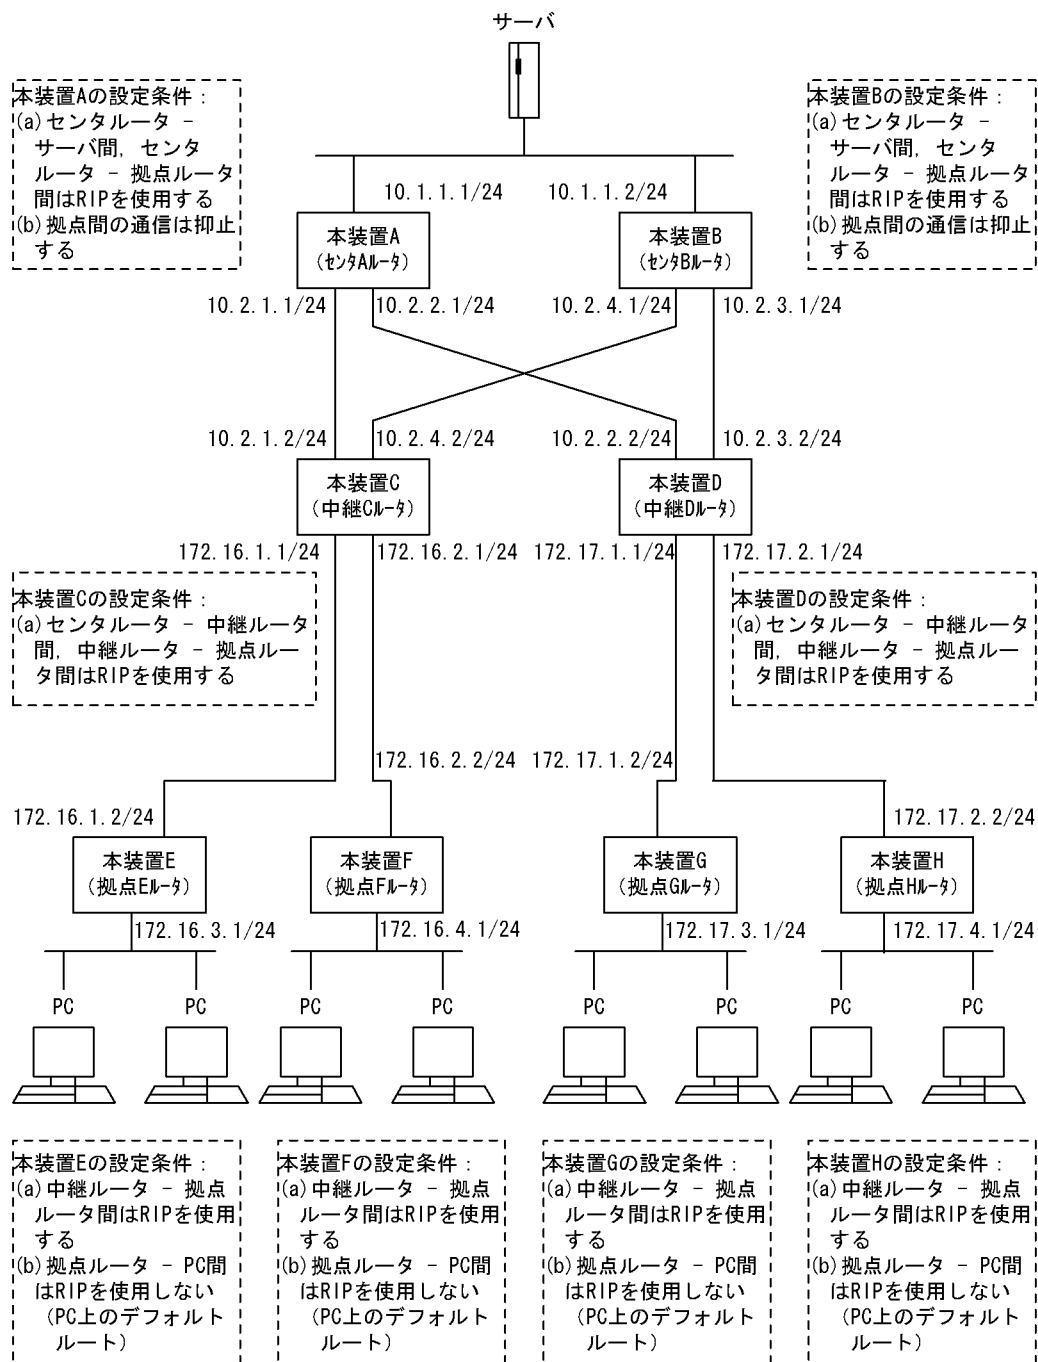 サーバ
本装置Aの設定条件：
(a)センタルータ － 
サーバ間，センタ
ルータ － 拠点ルータ
間はRIPを使用する
(b)拠点間の通信は抑止
する
本装置Bの設定条件：
(a)センタルータ － 
サーバ間，センタ
ルータ － 拠点ルータ
間はRIPを使用する
(b)拠点間の通信は抑止
する
10.1.1.1/24
10.1.1.2/24
本装置A
(ｾﾝﾀAﾙｰﾀ)
本装置B
(ｾﾝﾀBﾙｰﾀ)
10.2.1.1/24
10.2.2.1/24
10.2.4.1/24
10.2.3.1/24
10.2.1.2/24
10.2.4.2/24
10.2.2.2/24
10.2.3.2/24
本装置C
(中継Cﾙｰﾀ)
本装置D
(中継Dﾙｰﾀ)
172.16.1.1/24
172.16.2.1/24
172.17.1.1/24
172.17.2.1/24
本装置Cの設定条件：
(a)センタルータ － 中継ルータ
間，中継ルータ － 拠点ルー
タ間はRIPを使用する
本装置Dの設定条件：
(a)センタルータ － 中継ルータ
間，中継ルータ － 拠点ルー
タ間はRIPを使用する
172.16.2.2/24
172.17.1.2/24
172.16.1.2/24
172.17.2.2/24
本装置E
(拠点Eﾙｰﾀ)
本装置F
(拠点Fﾙｰﾀ)
本装置G
(拠点Gﾙｰﾀ)
本装置H
(拠点Hﾙｰﾀ)
172.16.3.1/24
172.16.4.1/24
172.17.3.1/24
172.17.4.1/24
PC
PC
PC
PC
PC
PC
PC
PC
本装置Eの設定条件：
(a)中継ルータ － 拠点
ルータ間はRIPを使用
する
(b)拠点ルータ － PC間
はRIPを使用しない
(PC上のデフォルト
ルート)
本装置Fの設定条件：
(a)中継ルータ － 拠点
ルータ間はRIPを使用
する
(b)拠点ルータ － PC間
はRIPを使用しない
(PC上のデフォルト
ルート)
本装置Gの設定条件：
(a)中継ルータ － 拠点
ルータ間はRIPを使用
する
(b)拠点ルータ － PC間
はRIPを使用しない
(PC上のデフォルト
ルート)
本装置Hの設定条件：
(a)中継ルータ － 拠点
ルータ間はRIPを使用
する
(b)拠点ルータ － PC間
はRIPを使用しない
(PC上のデフォルト
ルート)